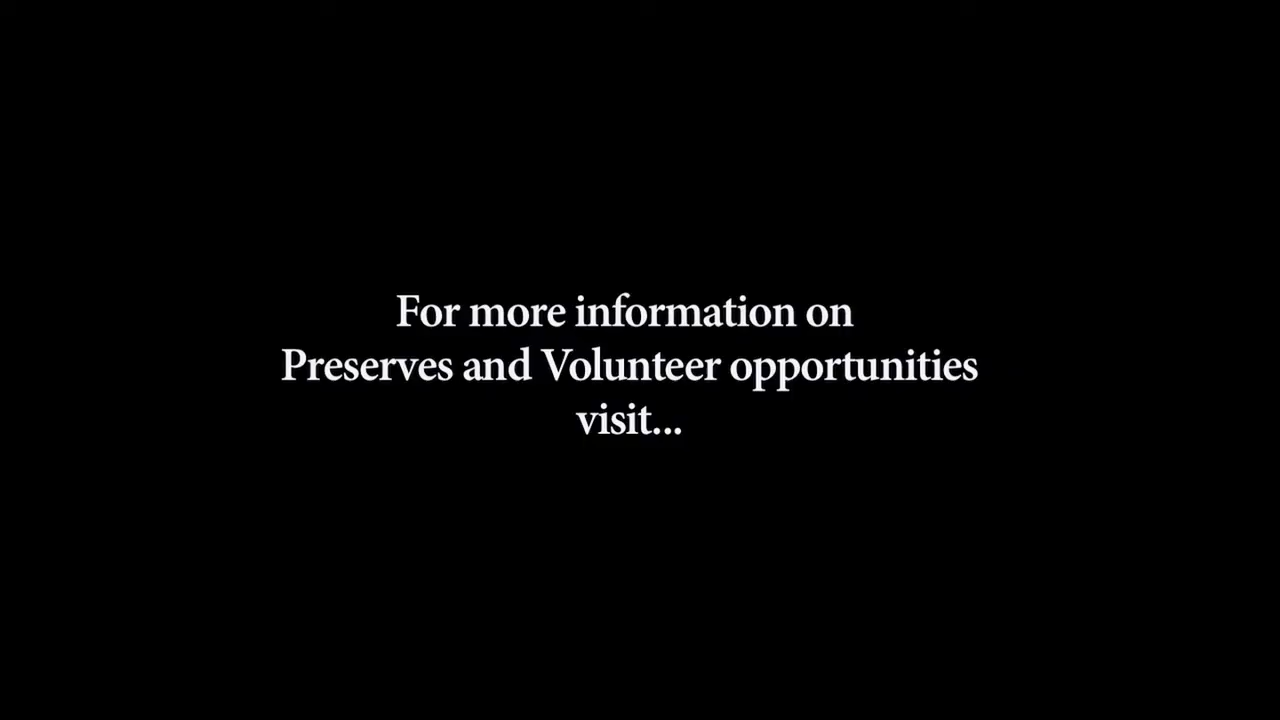 For more information on
Preserves and Volunteer opportunities
visit...